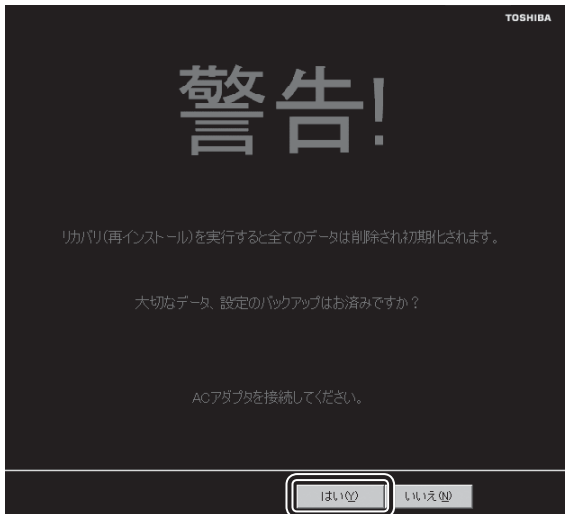 TOSHIBA
警告!
リカバリ(再インストール)を実行すると全てのデータは削除され初期化されます。
大切なデータ、設定のバックアップはお済みですか？
ACアダプタを接続してください。
はい(Y) いいえ(N)